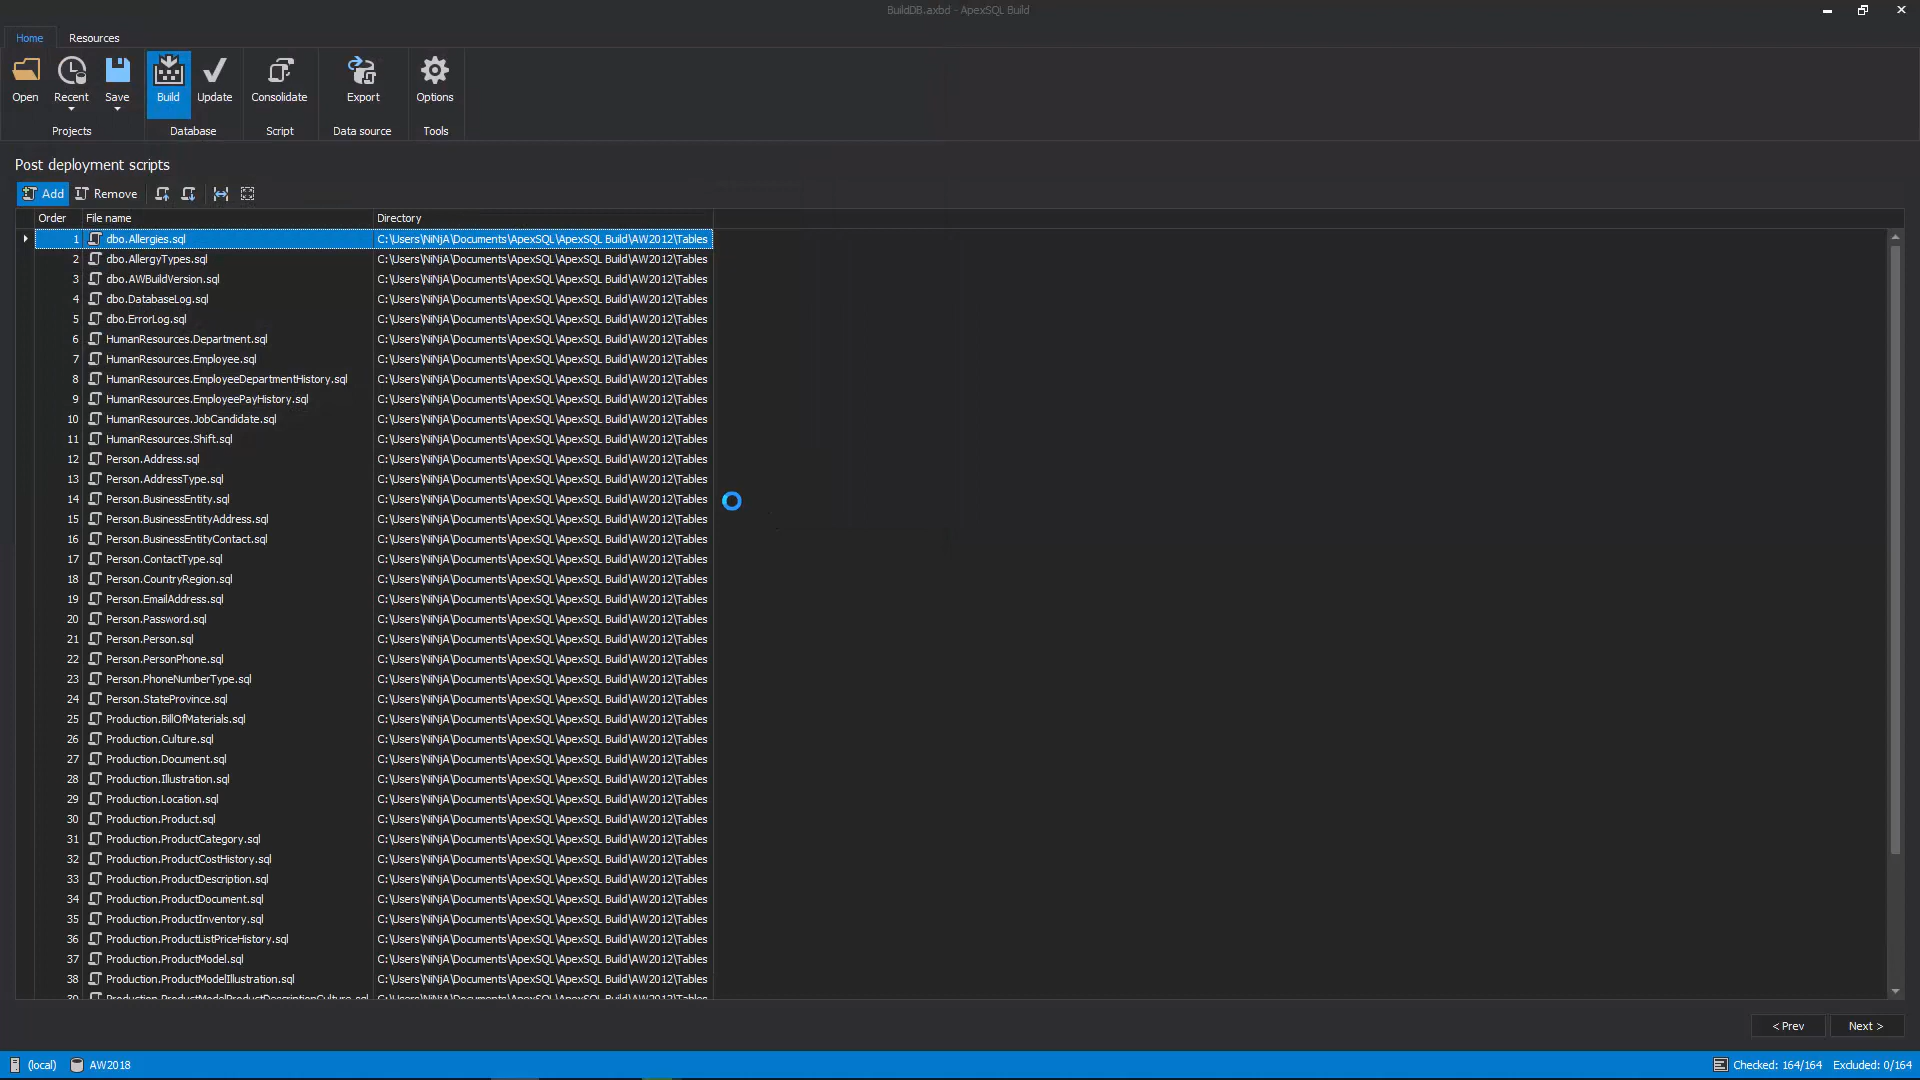 BuildDB.axbd - ApexSQL Build
Home Resources
Open Recent Save Build Update Consolidate Export Options
Projects Database Script Data source Tools
Post deployment scripts
Add Remove
Order File name Directory
1 dbo.Allergies.sql C:\Users\NiNjA\Documents\ApexSQL\ApexSQL Build\AW2012\Tables
2 dbo.AllergyTypes.sql C:\Users\NiNjA\Documents\ApexSQL\ApexSQL Build\AW2012\Tables
3 dbo.AWBuildVersion.sql C:\Users\NiNjA\Documents\ApexSQL\ApexSQL Build\AW2012\Tables
4 dbo.DatabaseLog.sql C:\Users\NiNjA\Documents\ApexSQL\ApexSQL Build\AW2012\Tables
5 dbo.ErrorLog.sql C:\Users\NiNjA\Documents\ApexSQL\ApexSQL Build\AW2012\Tables
6 HumanResources.Department.sql C:\Users\NiNjA\Documents\ApexSQL\ApexSQL Build\AW2012\Tables
7 HumanResources.Employee.sql C:\Users\NiNjA\Documents\ApexSQL\ApexSQL Build\AW2012\Tables
8 HumanResources.EmployeeDepartmentHistory.sql C:\Users\NiNjA\Documents\ApexSQL\ApexSQL Build\AW2012\Tables
9 HumanResources.EmployeePayHistory.sql C:\Users\NiNjA\Documents\ApexSQL\ApexSQL Build\AW2012\Tables
10 HumanResources.JobCandidate.sql C:\Users\NiNjA\Documents\ApexSQL\ApexSQL Build\AW2012\Tables
11 HumanResources.Shift.sql C:\Users\NiNjA\Documents\ApexSQL\ApexSQL Build\AW2012\Tables
12 Person.Address.sql C:\Users\NiNjA\Documents\ApexSQL\ApexSQL Build\AW2012\Tables
13 Person.AddressType.sql C:\Users\NiNjA\Documents\ApexSQL\ApexSQL Build\AW2012\Tables
14 Person.BusinessEntity.sql C:\Users\NiNjA\Documents\ApexSQL\ApexSQL Build\AW2012\Tables
15 Person.BusinessEntityAddress.sql C:\Users\NiNjA\Documents\ApexSQL\ApexSQL Build\AW2012\Tables
16 Person.BusinessEntityContact.sql C:\Users\NiNjA\Documents\ApexSQL\ApexSQL Build\AW2012\Tables
17 Person.ContactType.sql C:\Users\NiNjA\Documents\ApexSQL\ApexSQL Build\AW2012\Tables
18 Person.CountryRegion.sql C:\Users\NiNjA\Documents\ApexSQL\ApexSQL Build\AW2012\Tables
19 Person.EmailAddress.sql C:\Users\NiNjA\Documents\ApexSQL\ApexSQL Build\AW2012\Tables
20 Person.Password.sql C:\Users\NiNjA\Documents\ApexSQL\ApexSQL Build\AW2012\Tables
21 Person.Person.sql C:\Users\NiNjA\Documents\ApexSQL\ApexSQL Build\AW2012\Tables
22 Person.PersonPhone.sql C:\Users\NiNjA\Documents\ApexSQL\ApexSQL Build\AW2012\Tables
23 Person.PhoneNumberType.sql C:\Users\NiNjA\Documents\ApexSQL\ApexSQL Build\AW2012\Tables
24 Person.StateProvince.sql C:\Users\NiNjA\Documents\ApexSQL\ApexSQL Build\AW2012\Tables
25 Production.BillOfMaterials.sql C:\Users\NiNjA\Documents\ApexSQL\ApexSQL Build\AW2012\Tables
26 Production.Culture.sql C:\Users\NiNjA\Documents\ApexSQL\ApexSQL Build\AW2012\Tables
27 Production.Document.sql C:\Users\NiNjA\Documents\ApexSQL\ApexSQL Build\AW2012\Tables
28 Production.Illustration.sql C:\Users\NiNjA\Documents\ApexSQL\ApexSQL Build\AW2012\Tables
29 Production.Location.sql C:\Users\NiNjA\Documents\ApexSQL\ApexSQL Build\AW2012\Tables
30 Production.Product.sql C:\Users\NiNjA\Documents\ApexSQL\ApexSQL Build\AW2012\Tables
31 Production.ProductCategory.sql C:\Users\NiNjA\Documents\ApexSQL\ApexSQL Build\AW2012\Tables
32 Production.ProductCostHistory.sql C:\Users\NiNjA\Documents\ApexSQL\ApexSQL Build\AW2012\Tables
33 Production.ProductDescription.sql C:\Users\NiNjA\Documents\ApexSQL\ApexSQL Build\AW2012\Tables
34 Production.ProductDocument.sql C:\Users\NiNjA\Documents\ApexSQL\ApexSQL Build\AW2012\Tables
35 Production.ProductInventory.sql C:\Users\NiNjA\Documents\ApexSQL\ApexSQL Build\AW2012\Tables
36 Production.ProductListPriceHistory.sql C:\Users\NiNjA\Documents\ApexSQL\ApexSQL Build\AW2012\Tables
37 Production.ProductModel.sql C:\Users\NiNjA\Documents\ApexSQL\ApexSQL Build\AW2012\Tables
38 Production.ProductModelIllustration.sql C:\Users\NiNjA\Documents\ApexSQL\ApexSQL Build\AW2012\Tables
39 Production.ProductModelProductDescriptionCulture.sql C:\Users\NiNjA\Documents\ApexSQL\ApexSQL Build\AW2012\Tables
< Prev Next >
(local) AW2018 Checked: 164/164 Excluded: 0/164